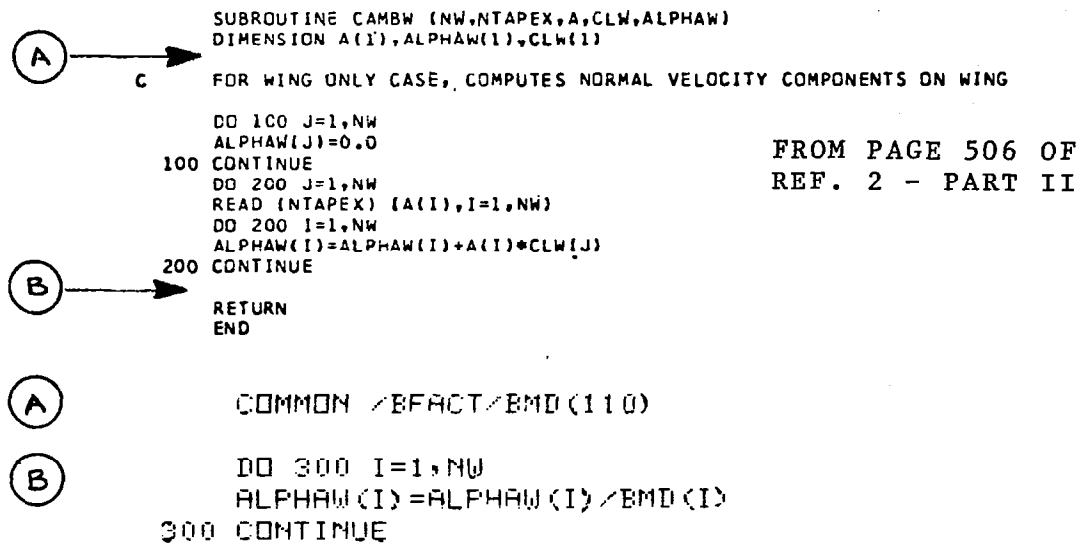 SUBROUTINE CAMBW (NW,NTAPEX,A,CLW,ALPHAW)
DIMENSION A(1),ALPHAW(1),CLW(1)
A
C FOR WING ONLY CASE, COMPUTES NORMAL VELOCITY COMPONENTS ON WING
DO 100 J=1,NW
ALPHAW(J)=0.0
100 CONTINUE
FROM PAGE 506 OF
DO 200 J=1,NW
REF. 2 - PART II
READ (NTAPEX) (A(I),I=1,NW)
DO 200 I=1,NW
ALPHAW(I)=ALPHAW(I)+A(I)*CLW(J)
200 CONTINUE
B
RETURN
END
A COMMON /BFACT/BMD(110)
B DO 300 I=1,NW
ALPHAW(I)=ALPHAW(I)/BMD(I)
300 CONTINUE